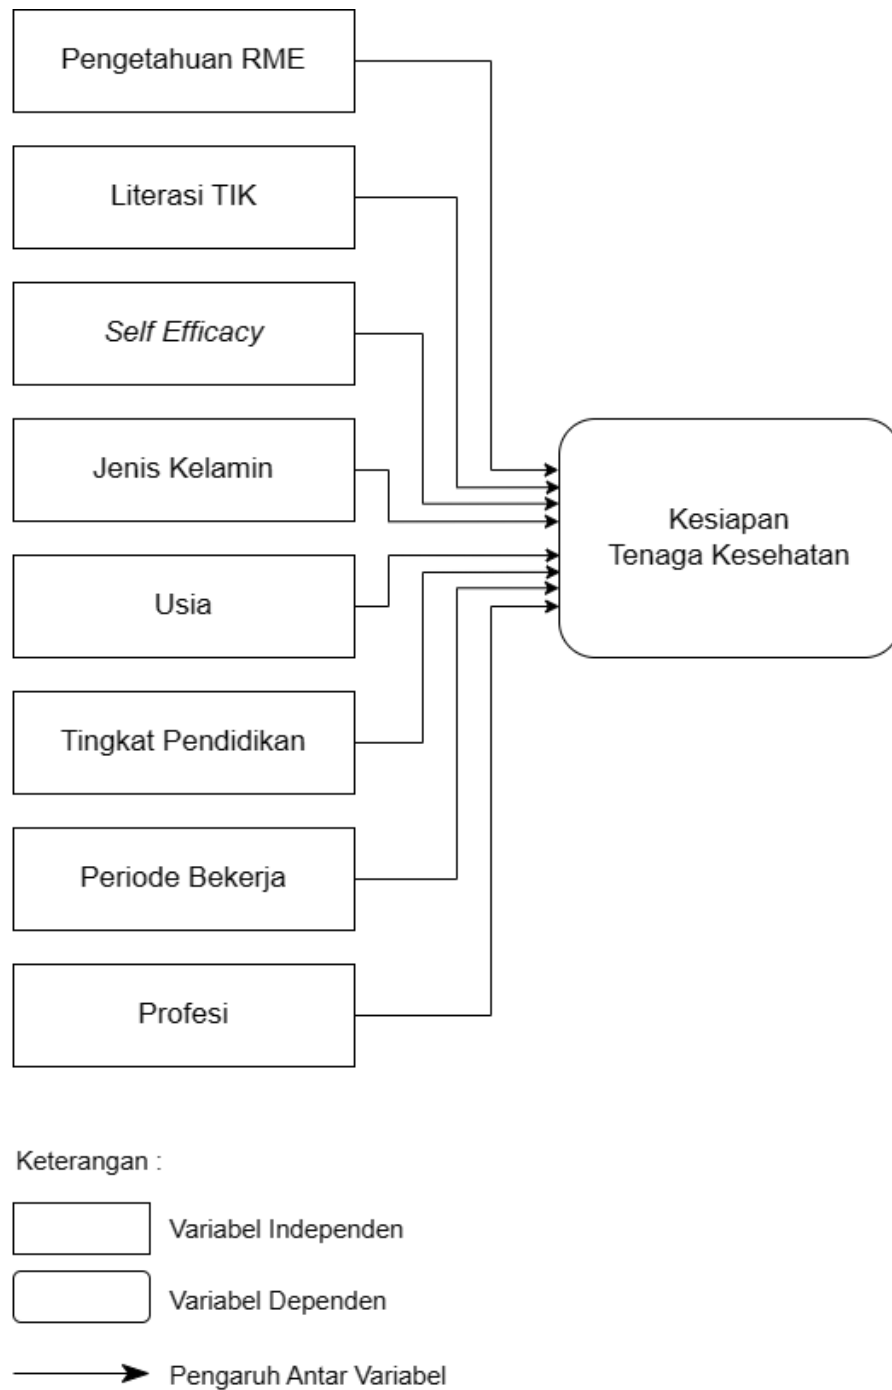 Pengetahuan RME
Literasi TIK
Self Efficacy
Jenis Kelamin
Usia
Tingkat Pendidikan
Periode Bekerja
Profesi
Kesiapan
Tenaga Kesehatan
Keterangan :
Variabel Independen
Variabel Dependen
Pengaruh Antar Variabel